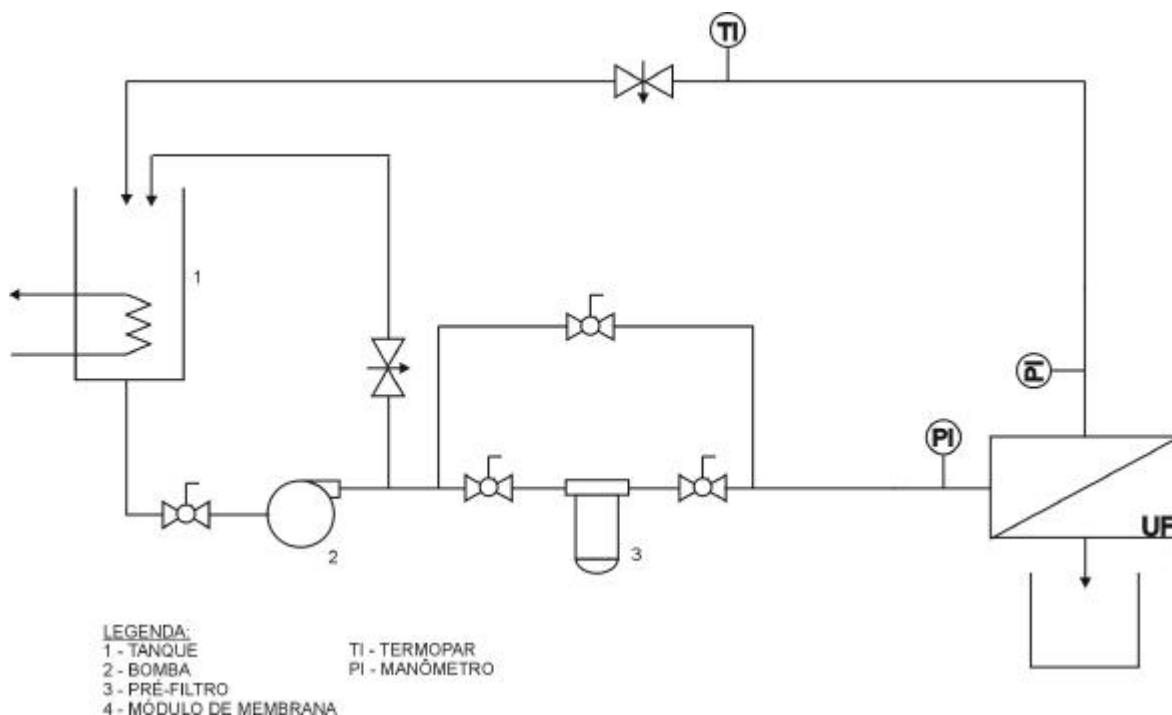 TI
1
PI
PI
2
3
UF
LEGENDA:
1 - TANQUE
TI - TERMOPAR
2 - BOMBA
PI - MANÔMETRO
3 - PRÉ-FILTRO
4 - MÓDULO DE MEMBRANA